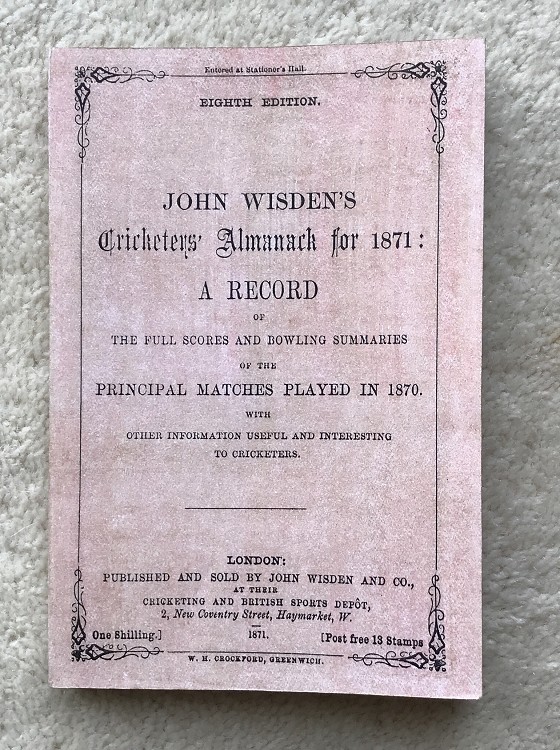 Entered at Stationer's Hall.
EIGHTH EDITION.
JOHN WISDEN'S
Cricketers' Almanack for 1871:
A RECORD
OF
THE FULL SCORES AND BOWLING SUMMARIES
OF THE
PRINCIPAL MATCHES PLAYED IN 1870.
WITH
OTHER INFORMATION USEFUL AND INTERESTING
TO CRICKETERS.
LONDON:
PUBLISHED AND SOLD BY JOHN WISDEN AND CO.,
AT THEIR
CRICKETING AND BRITISH SPORTS DEPÔT,
2, New Coventry Street, Haymarket, W.
One Shilling.] 1871. [Post free 13 Stamps
W. H. CROCKFORD, GREENWICH.